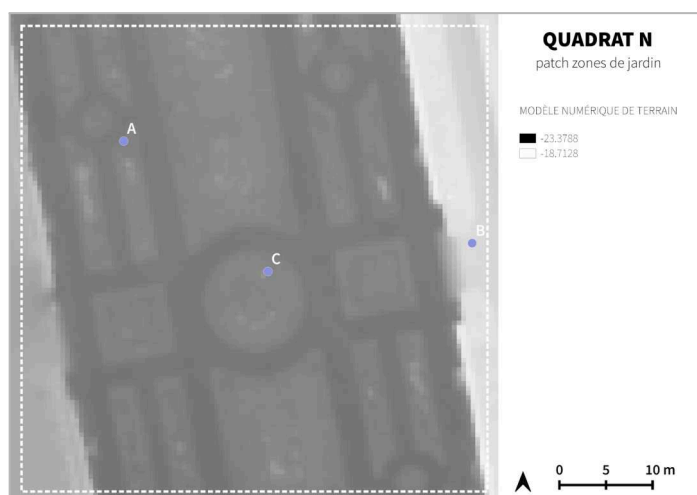 QUADRAT N
patch zones de jardin
MODÈLE NUMÉRIQUE DE TERRAIN
-23.3788
-18.7128
A
B
C
0 5 10 m